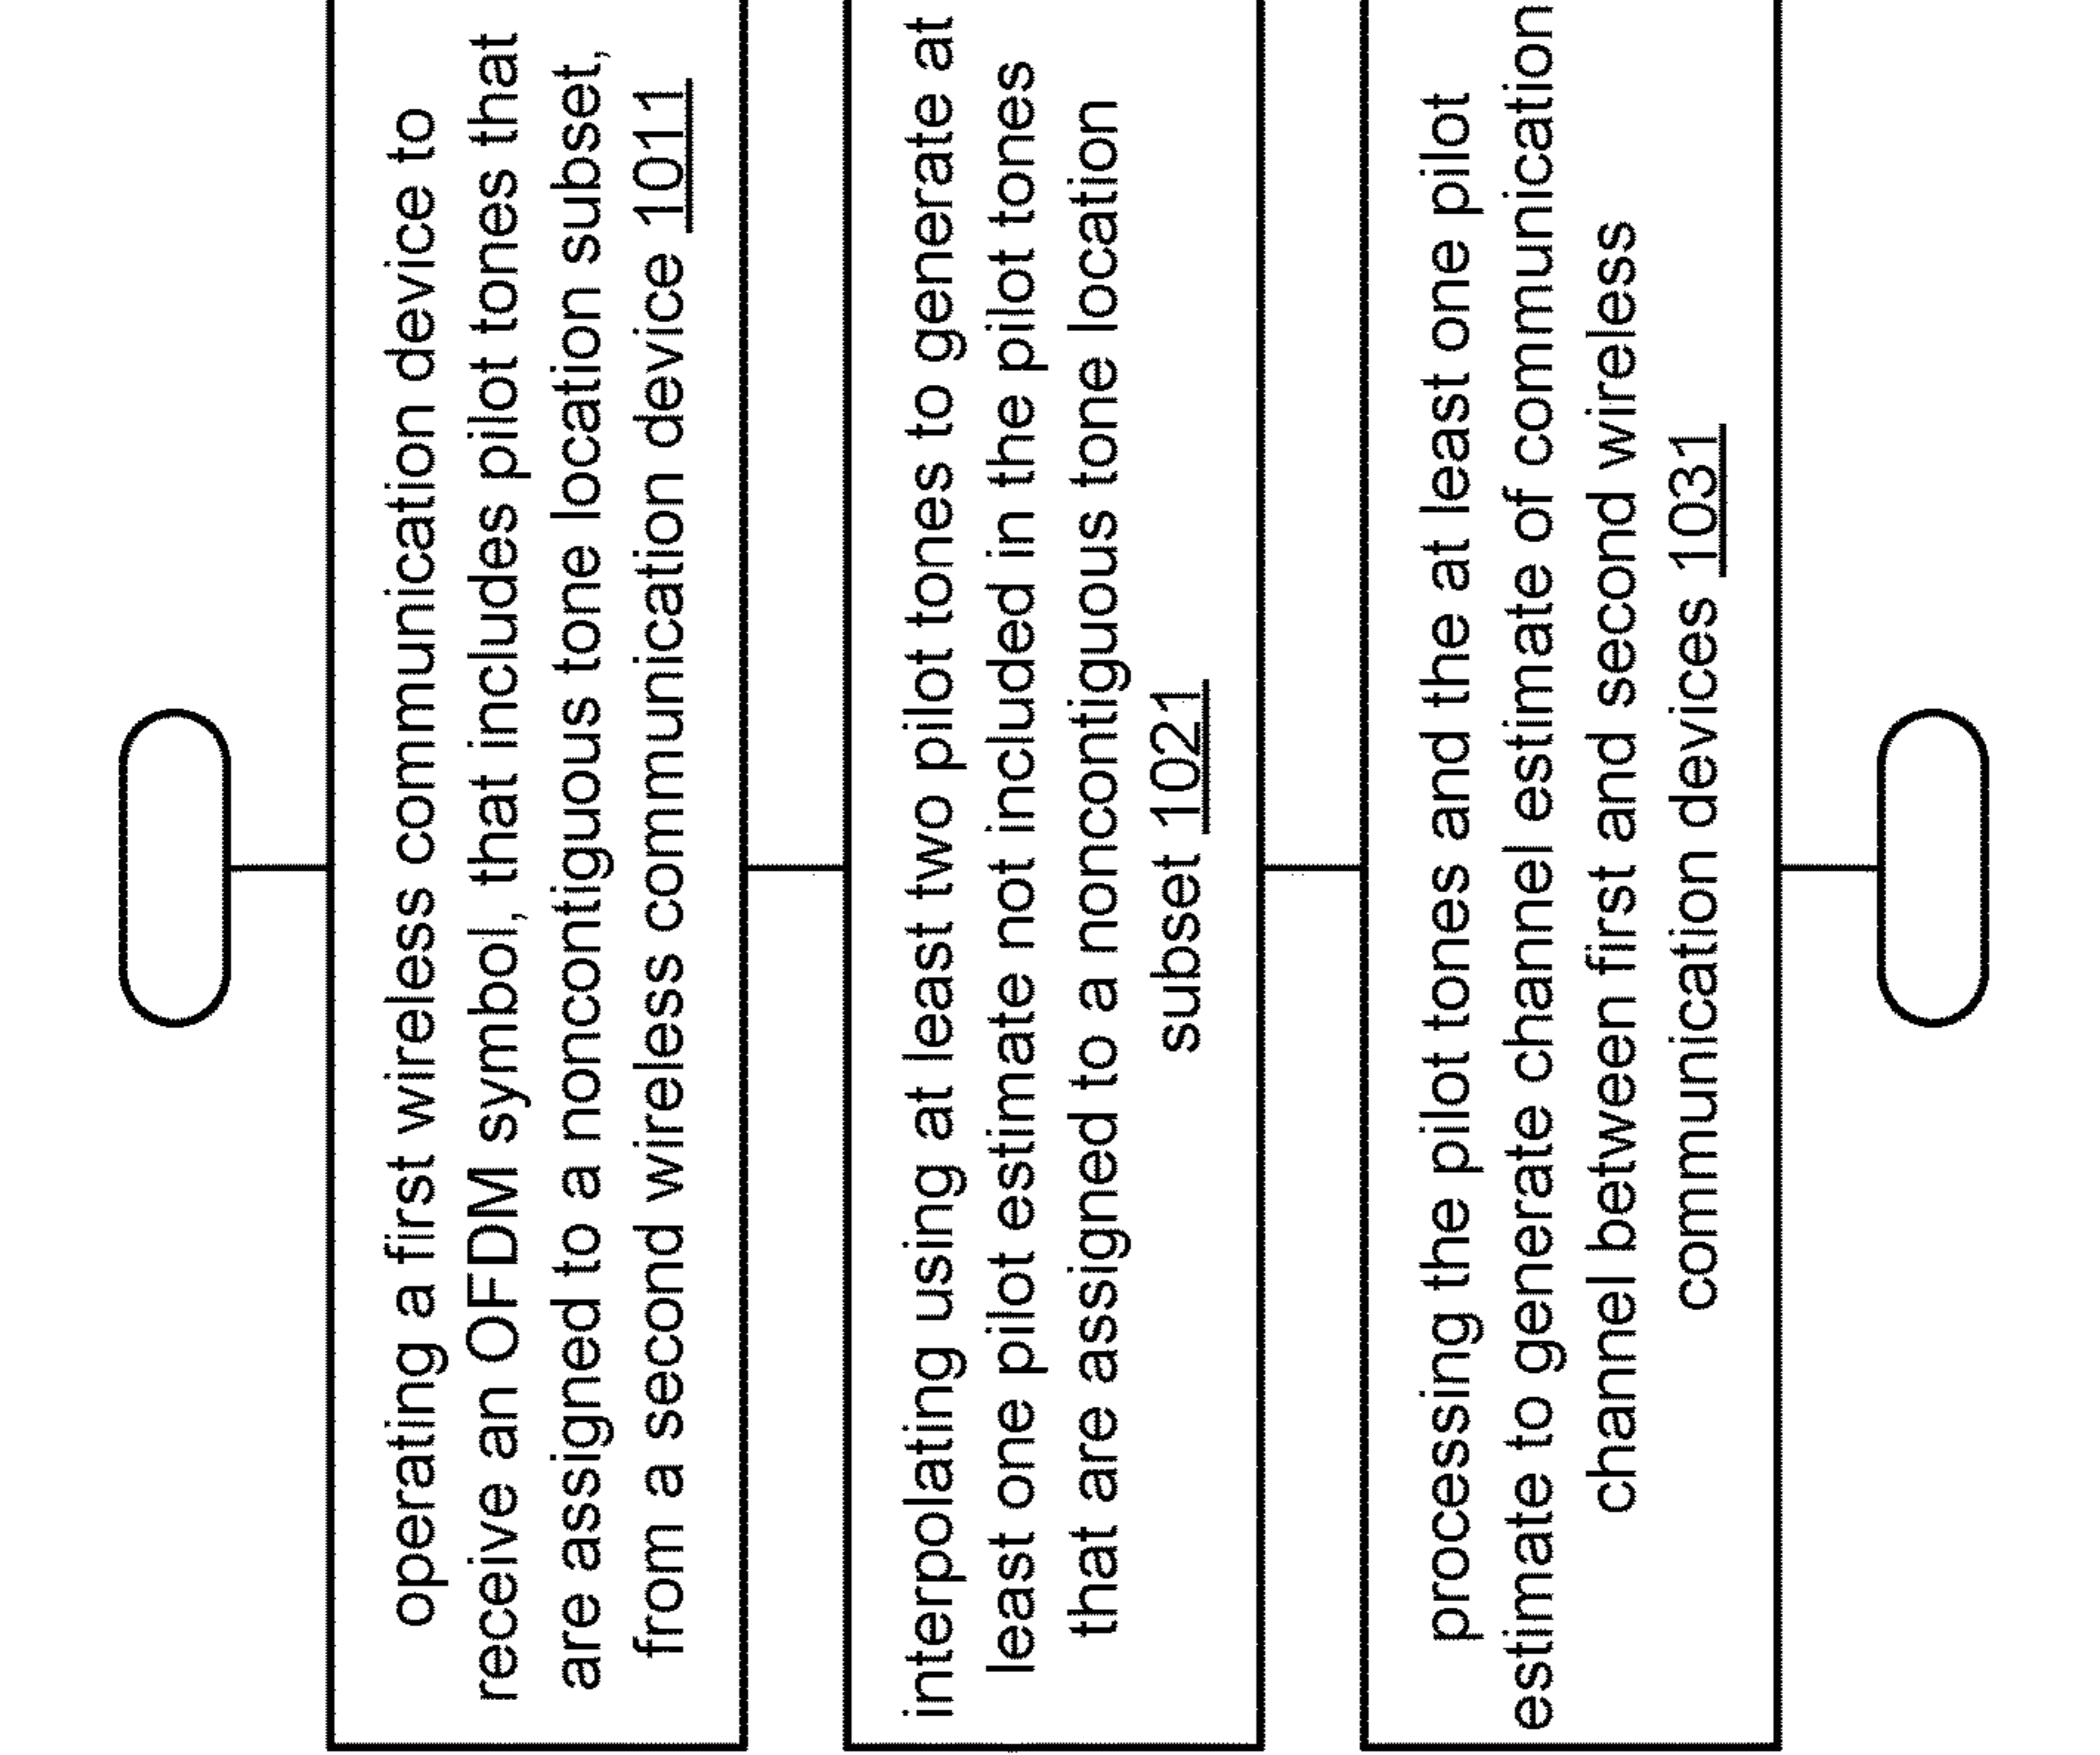 operating a first wireless communication device to
receive an OFDM symbol, that includes pilot tones that
are assigned to a noncontiguous tone location subset,
from a second wireless communication device 1011
interpolating using at least two pilot tones to generate at
least one pilot estimate not included in the pilot tones
that are assigned to a noncontiguous tone location
subset 1021
processing the pilot tones and the at least one pilot
estimate to generate channel estimate of communication
channel between first and second wireless
communication devices 1031